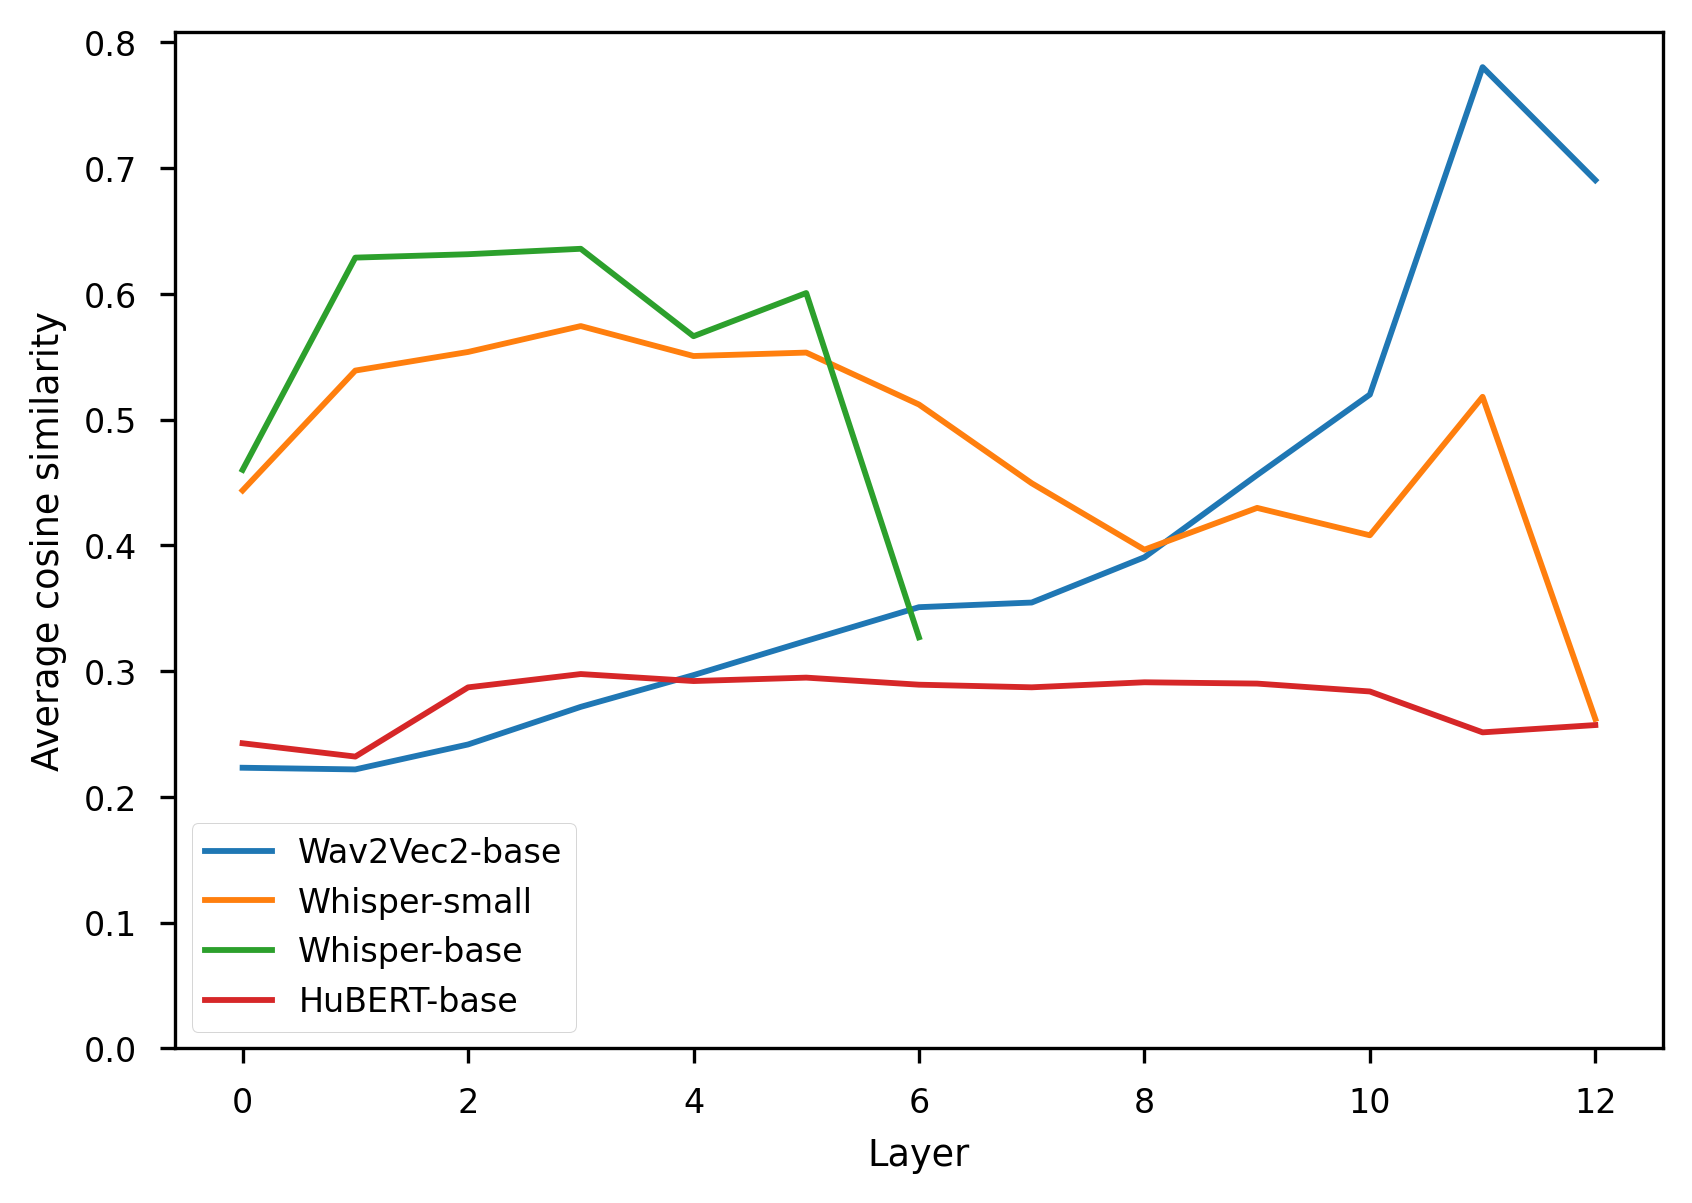 0.8
0.7
0.6
0.5
0.4
0.3
0.2
0.1
0.0
Average cosine similarity
Wav2Vec2-base
Whisper-small
Whisper-base
HuBERT-base
0 2 4 6 8 10 12
Layer